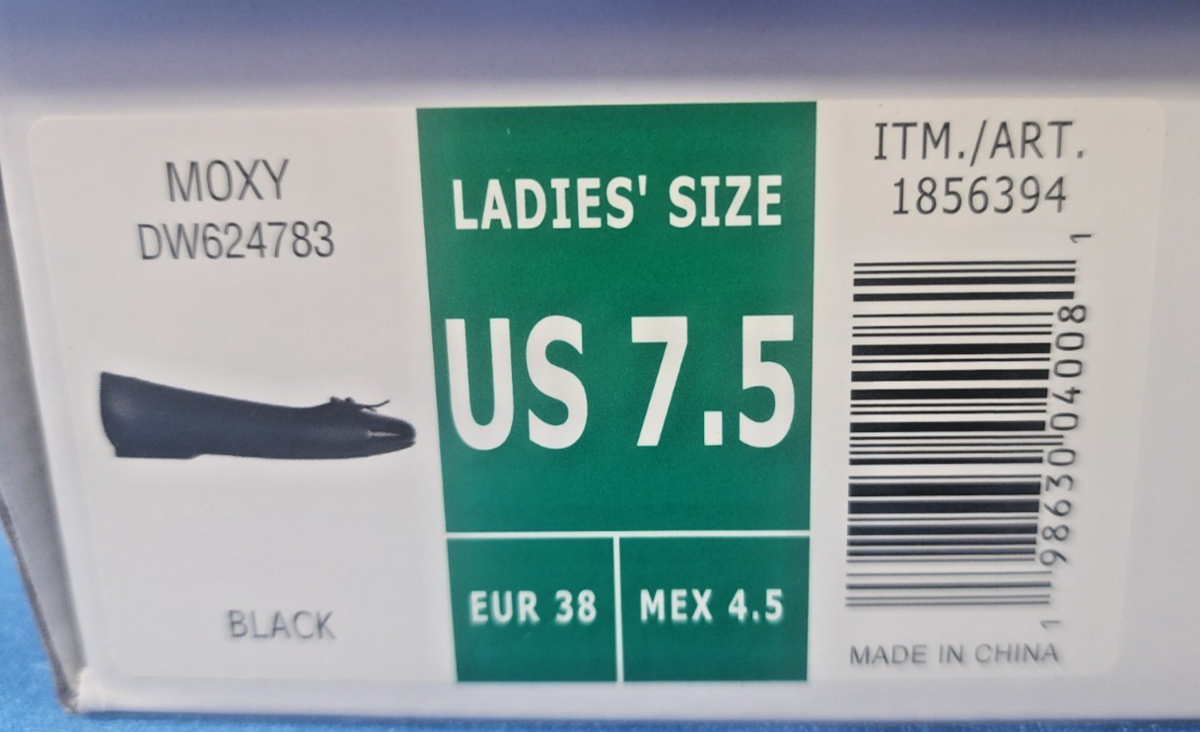 MOXY
DW624783
BLACK
LADIES' SIZE
US 7.5
EUR 38
MEX 4.5
ITM./ART.
1856394
1 98630 04008 1
MADE IN CHINA